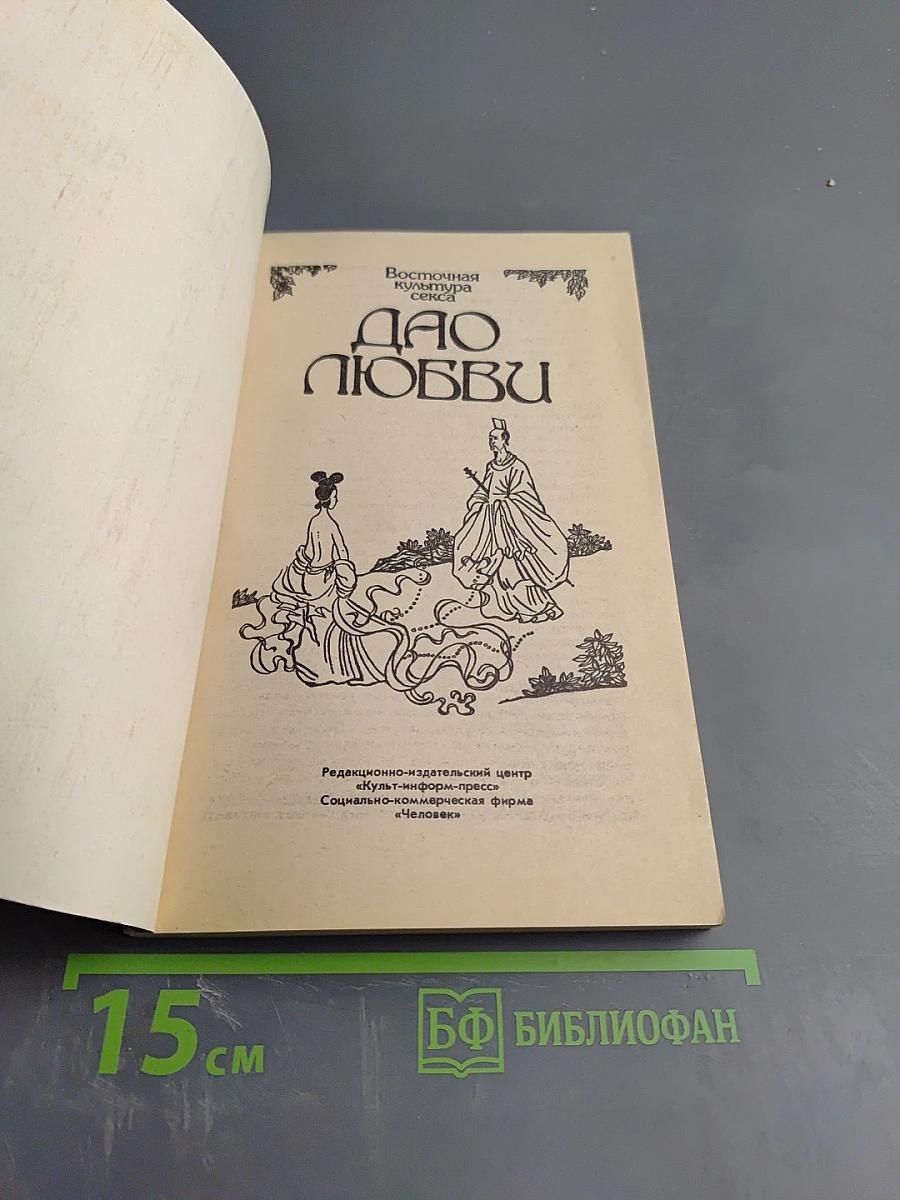 Восточная
культура
секса
ДАО
ЛЮБВИ
Редакционно-издательский центр
«Культ-информ-пресс»
Социально-коммерческая фирма
«Человек»
15 см
БФ БИБЛИОФАН